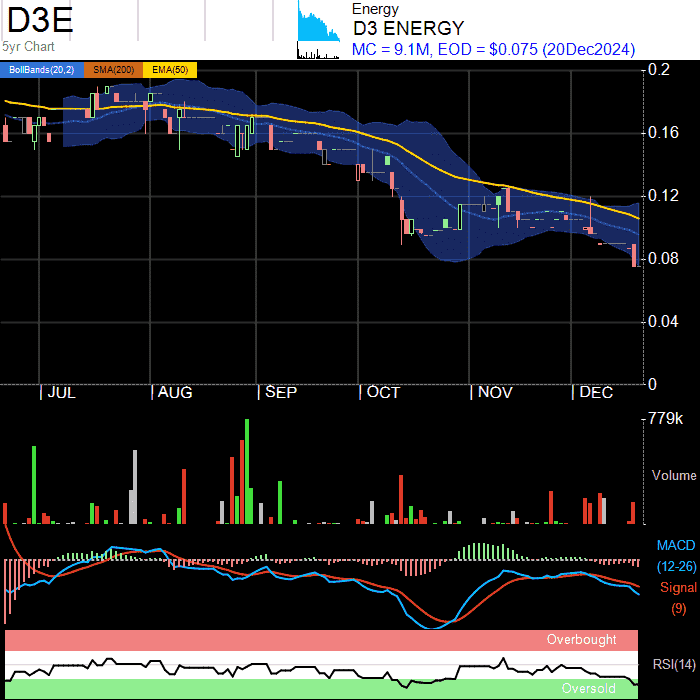 D3E
5yr Chart
Energy
D3 ENERGY
MC = 9.1M, EOD = $0.075 (20Dec2024)
BollBands(20,2) SMA(200) EMA(50)
0.2
0.16
0.12
0.08
0.04
0
JUL AUG SEP OCT NOV DEC
779k
Volume
MACD
(12-26)
Signal
(9)
Overbought
RSI(14)
Oversold